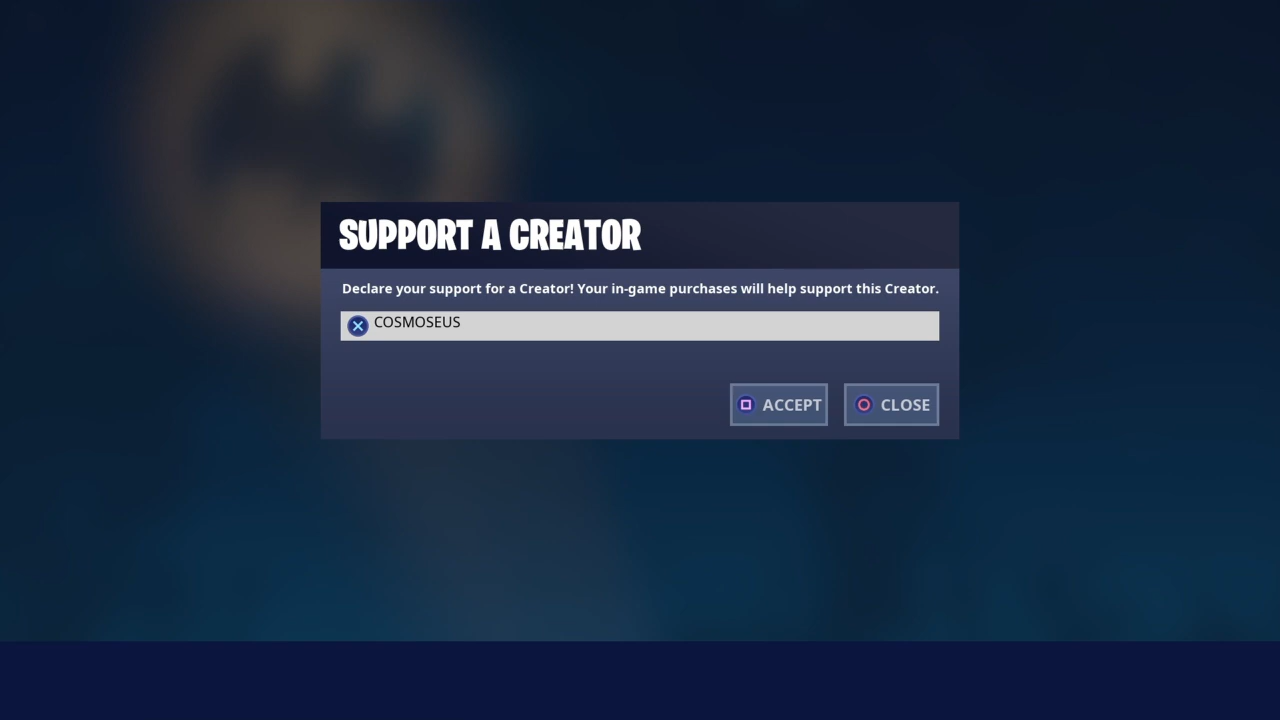 SUPPORT A CREATOR
Declare your support for a Creator! Your in-game purchases will help support this Creator.
COSMOSEUS
ACCEPT CLOSE